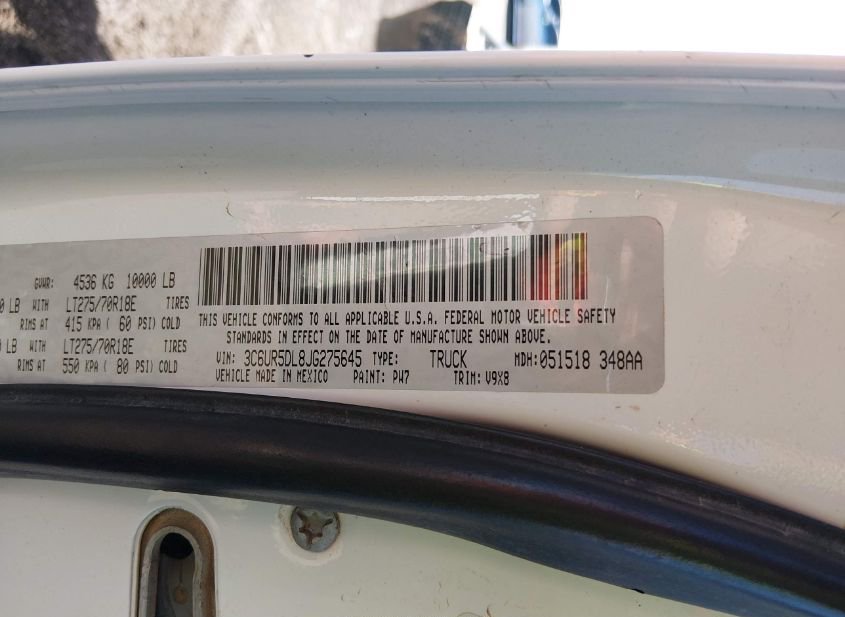 GVWR: 4536 KG 10000 LB
0 LB WITH LT275/70R18E TIRES
RIMS AT 415 KPA ( 60 PSI) COLD
0 LB WITH LT275/70R18E TIRES
RIMS AT 550 KPA ( 80 PSI) COLD
THIS VEHICLE CONFORMS TO ALL APPLICABLE U.S.A. FEDERAL MOTOR VEHICLE SAFETY
STANDARDS IN EFFECT ON THE DATE OF MANUFACTURE SHOWN ABOVE.
VIN: 3C6UR5DL8JG275645 TYPE: TRUCK MDH: 051518 348AA
VEHICLE MADE IN MEXICO PAINT: PW7 TRIM: V9X8